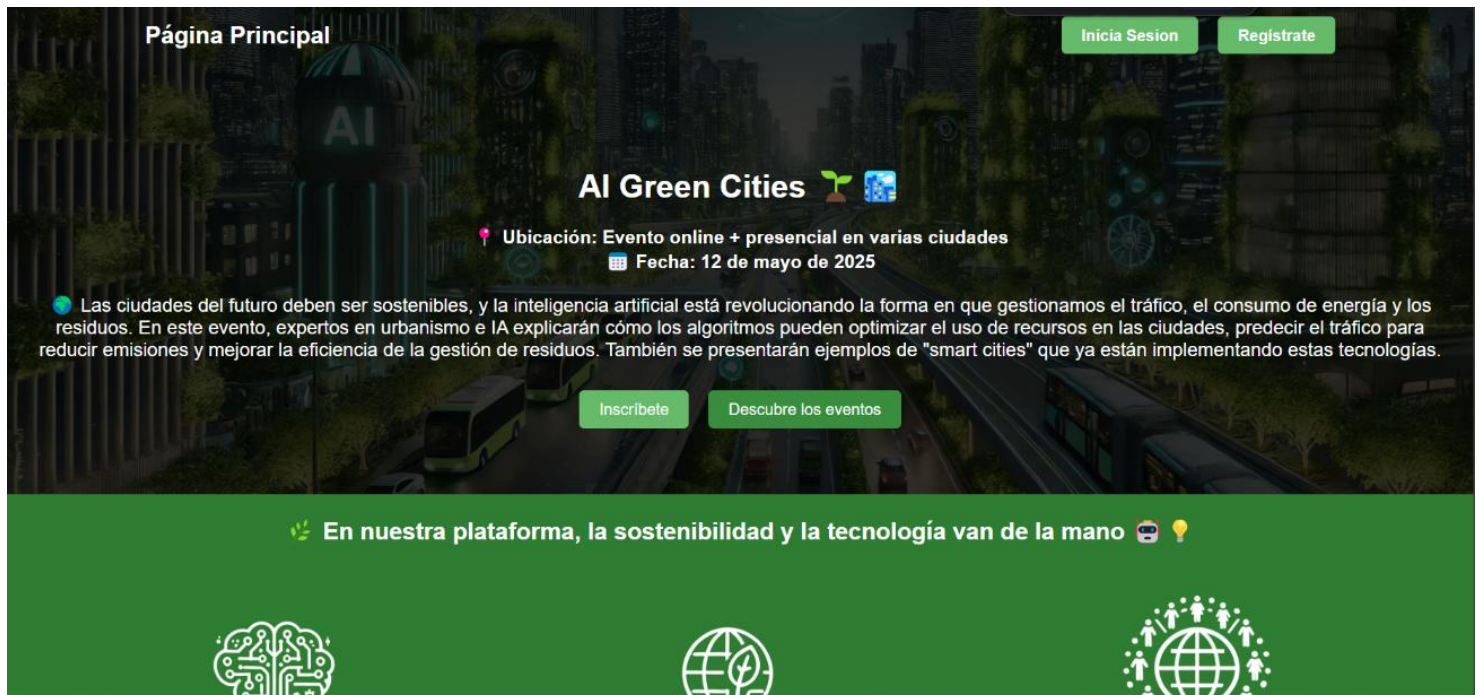 Página Principal
Inicia Sesion
Regístrate
AI
AI Green Cities 🌱 🏙️
📍 Ubicación: Evento online + presencial en varias ciudades
📅 Fecha: 12 de mayo de 2025
🌍 Las ciudades del futuro deben ser sostenibles, y la inteligencia artificial está revolucionando la forma en que gestionamos el tráfico, el consumo de energía y los
residuos. En este evento, expertos en urbanismo e IA explicarán cómo los algoritmos pueden optimizar el uso de recursos en las ciudades, predecir el tráfico para
reducir emisiones y mejorar la eficiencia de la gestión de residuos. También se presentarán ejemplos de "smart cities" que ya están implementando estas tecnologías.
Inscríbete
Descubre los eventos
🌿 En nuestra plataforma, la sostenibilidad y la tecnología van de la mano 🤖 💡